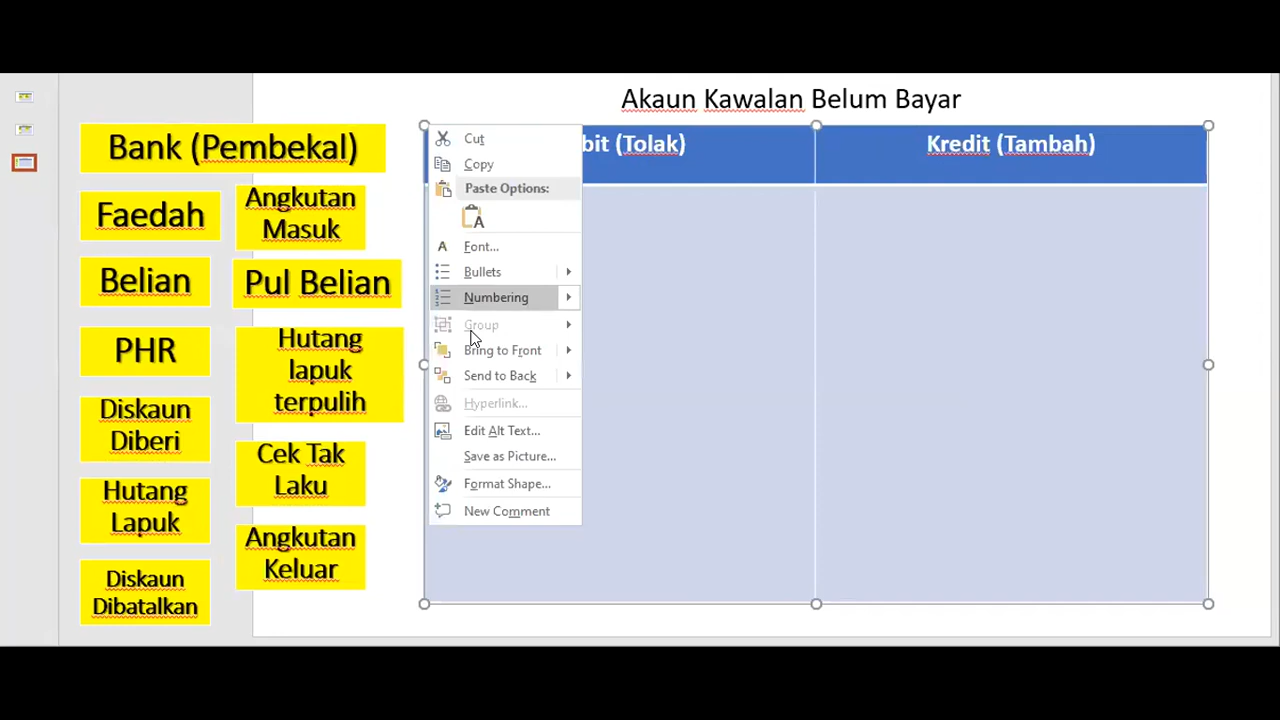 Akaun Kawalan Belum Bayar
bit (Tolak)
Kredit (Tambah)
Bank (Pembekal)
Faedah
Angkutan
Masuk
Belian
Pul Belian
PHR
Hutang
lapuk
terpulih
Diskaun
Diberi
Cek Tak
Laku
Hutang
Lapuk
Angkutan
Keluar
Diskaun
Dibatalkan
Cut
Copy
Paste Options:
A
A Font...
Bullets
Numbering
Group
Bring to Front
Send to Back
Hyperlink...
Edit Alt Text...
Save as Picture...
Format Shape...
New Comment